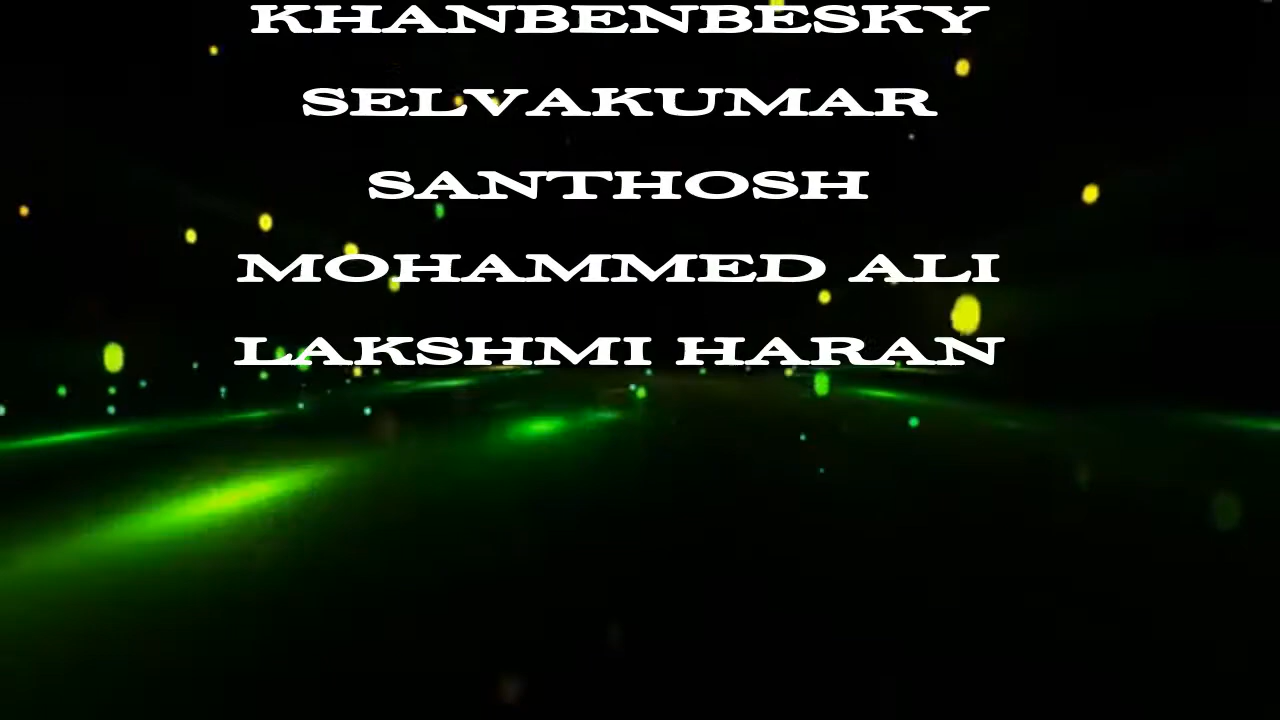 KHANBENBESKY
SELVAKUMAR
SANTHOSH
MOHAMMED ALI
LAKSHMI HARAN